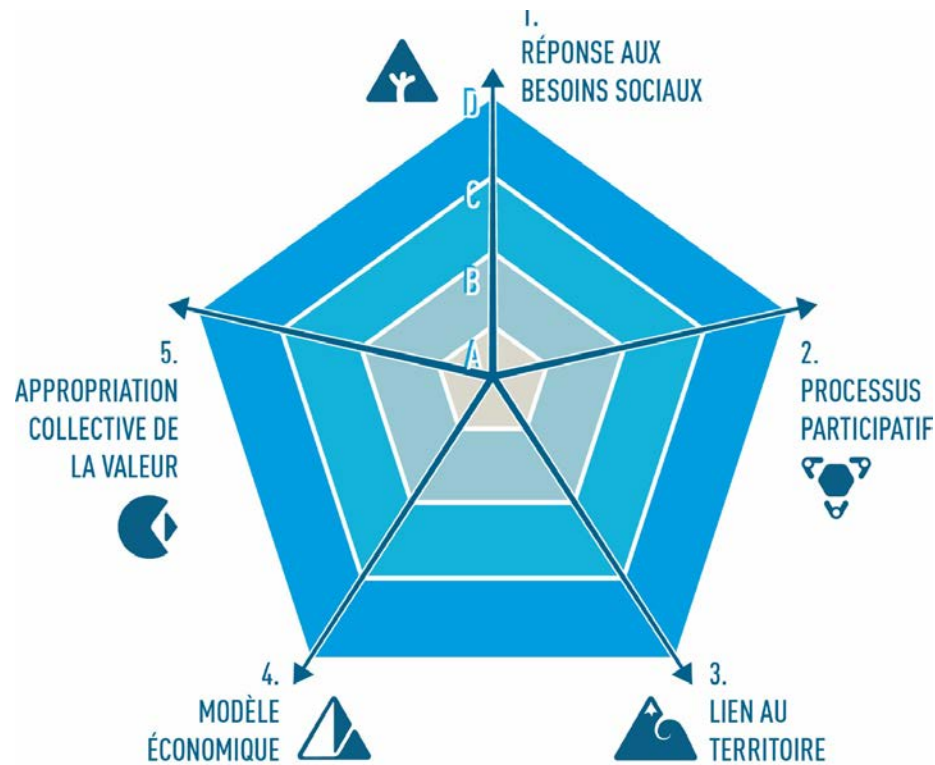 1.
RÉPONSE AUX
BESOINS SOCIAUX
D
C
B
A
2.
PROCESSUS
PARTICIPATIF
3.
LIEN AU
TERRITOIRE
4.
MODÈLE
ÉCONOMIQUE
5.
APPROPRIATION
COLLECTIVE DE
LA VALEUR